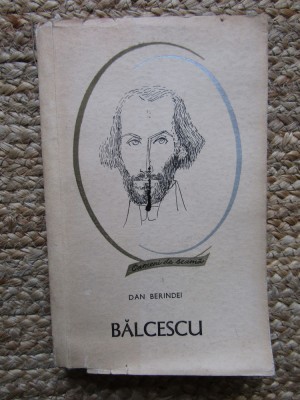 Oameni de seamă
DAN BERINDEI
BĂLCESCU